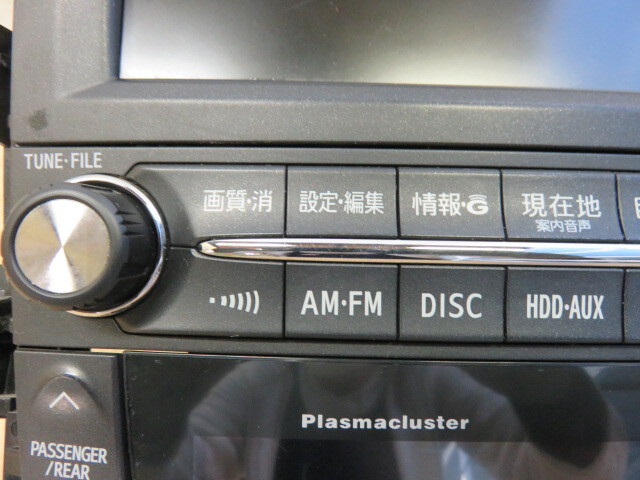 TUNE·FILE
画質·消 設定·編集 情報·G 現在地
案内音声
AM·FM DISC HDD·AUX
Plasmacluster
PASSENGER
/REAR